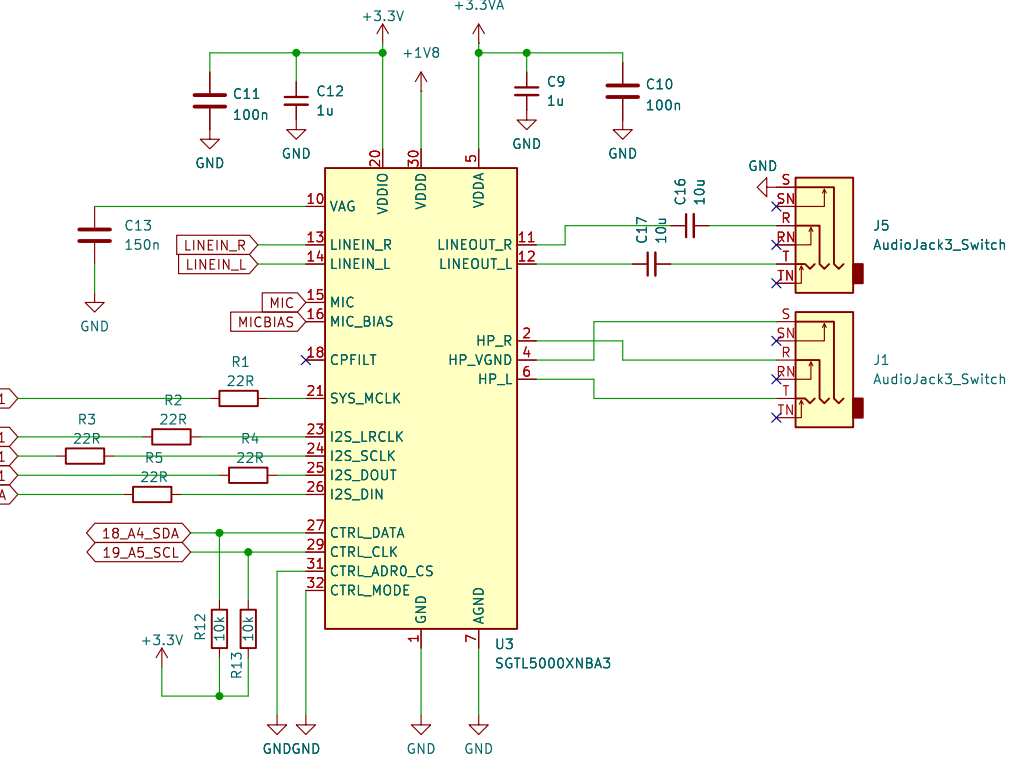 +3.3V
+3.3VA
+1V8
C11
100n
C12
1u
C9
1u
C10
100n
GND
GND
GND
GND
20
30
5
VDDIO
VDDD
VDDA
10
VAG
C13
150n
GND
LINEIN_R
13
LINEIN_R
LINEIN_L
14
LINEIN_L
MIC
15
MIC
MICBIAS
16
MIC_BIAS
18
CPFILT
R1
22R
21
SYS_MCLK
R2
22R
23
I2S_LRCLK
R3
22R
24
I2S_SCLK
R4
22R
25
I2S_DOUT
R5
22R
26
I2S_DIN
1
1
1
1
A
18_A4_SDA
27
CTRL_DATA
19_A5_SCL
29
CTRL_CLK
31
CTRL_ADR0_CS
32
CTRL_MODE
R12
10k
R13
10k
+3.3V
GND
GND
GND
AGND
1
7
GND
GND
U3
SGTL5000XNBA3
LINEOUT_R
11
LINEOUT_L
12
C16
10u
C17
10u
HP_R
2
HP_VGND
4
HP_L
6
GND
S
SN
R
RN
T
TN
J5
AudioJack3_Switch
S
SN
R
RN
T
TN
J1
AudioJack3_Switch